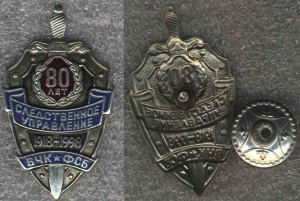 80
ЛЕТ
СЛЕДСТВЕННОЕ
УПРАВЛЕНИЕ
1918-1998
ВЧК★ФСБ